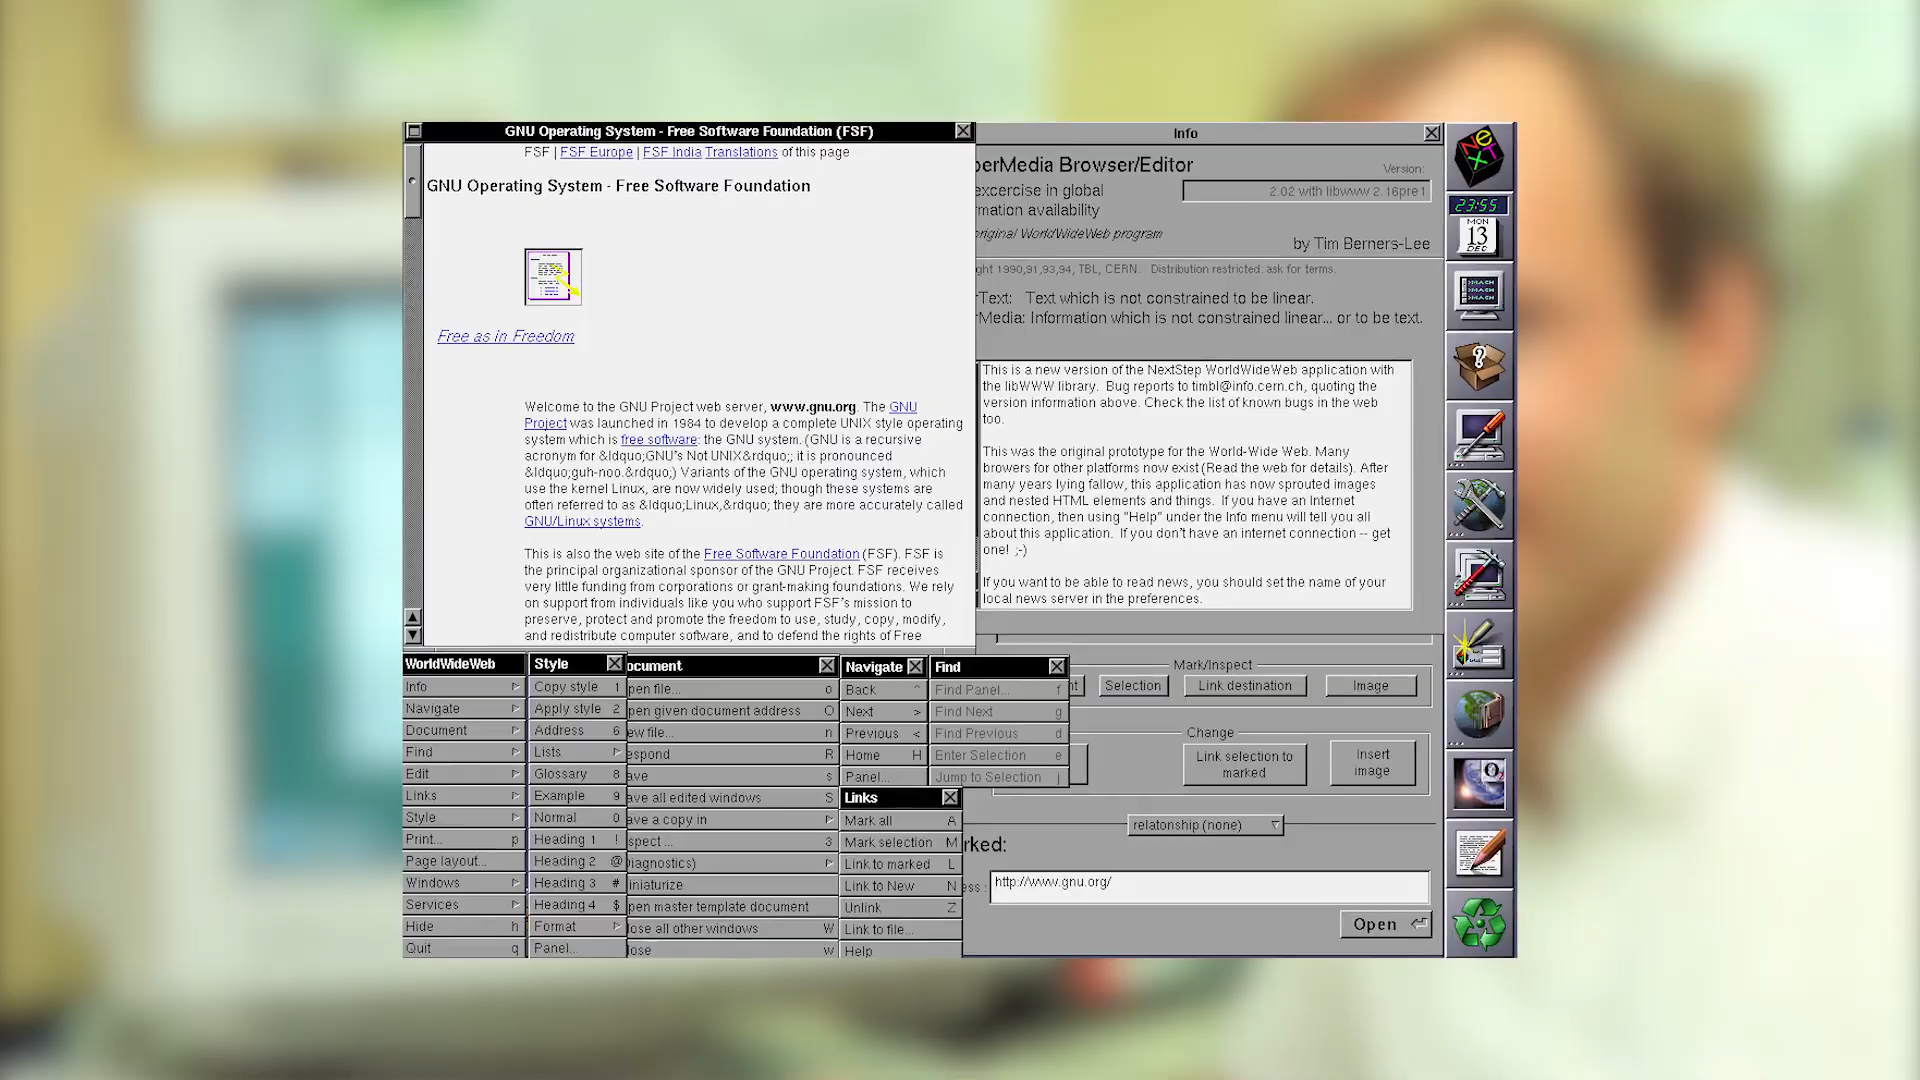 GNU Operating System - Free Software Foundation (FSF)
FSF | FSF Europe | FSF India Translations of this page
GNU Operating System - Free Software Foundation
Free as in Freedom
Welcome to the GNU Project web server, www.gnu.org. The GNU
Project was launched in 1984 to develop a complete UNIX style operating
system which is free software: the GNU system. (GNU is a recursive
acronym for &ldquo;GNU's Not UNIX&rdquo;; it is pronounced
&ldquo;guh-noo.&rdquo;) Variants of the GNU operating system, which
use the kernel Linux, are now widely used; though these systems are
often referred to as &ldquo;Linux,&rdquo; they are more accurately called
GNU/Linux systems.
This is also the web site of the Free Software Foundation (FSF). FSF is
the principal organizational sponsor of the GNU Project. FSF receives
very little funding from corporations or grant-making foundations. We rely
on support from individuals like you who support FSF's mission to
preserve, protect and promote the freedom to use, study, copy, modify,
and redistribute computer software, and to defend the rights of Free
Info
perMedia Browser/Editor
Version:
excercise in global
2.02 with libwww 2.16pre1
mation availability
original WorldWideWeb program
by Tim Berners-Lee
ght 1990,91,93,94, TBL, CERN. Distribution restricted: ask for terms.
rText: Text which is not constrained to be linear.
rMedia: Information which is not constrained linear... or to be text.
This is a new version of the NextStep WorldWideWeb application with
the libWWW library. Bug reports to timbl@info.cern.ch, quoting the
version information above. Check the list of known bugs in the web
too.
This was the original prototype for the World-Wide Web. Many
browsers for other platforms now exist (Read the web for details). After
many years lying fallow, this application has now sprouted images
and nested HTML elements and things. If you have an Internet
connection, then using "Help" under the Info menu will tell you all
about this application. If you don't have an internet connection -- get
one! ;-)
If you want to be able to read news, you should set the name of your
local news server in the preferences.
NeXT
23:55
MON
13
DEC
MACH
MACH
MACH
WorldWideWeb
Info
Navigate
Document
Find
Edit
Links
Style
Print... p
Page layout...
Windows
Services
Hide h
Quit q
Style
Copy style 1
Apply style 2
Address 6
Lists
Glossary 8
Example 9
Normal 0
Heading 1 !
Heading 2 @
Heading 3 #
Heading 4 $
Format
Panel...
ocument
pen file... o
pen given document address O
ew file... n
espond R
ave s
ave all edited windows S
ave a copy in
spect ... 3
iagnostics)
iniaturize
pen master template document
lose all other windows W
lose w
Navigate
Back ^
Next >
Previous <
Home H
Panel...
Find
Find Panel... f
Find Next g
Find Previous d
Enter Selection e
Jump to Selection j
Links
Mark all A
Mark selection M
Link to marked L
Link to New N
Unlink Z
Link to file...
Help
Mark/Inspect
nt
Selection
Link destination
Image
Change
Link selection to
marked
Insert
image
relatonship (none)
rked:
ess :
http://www.gnu.org/
Open